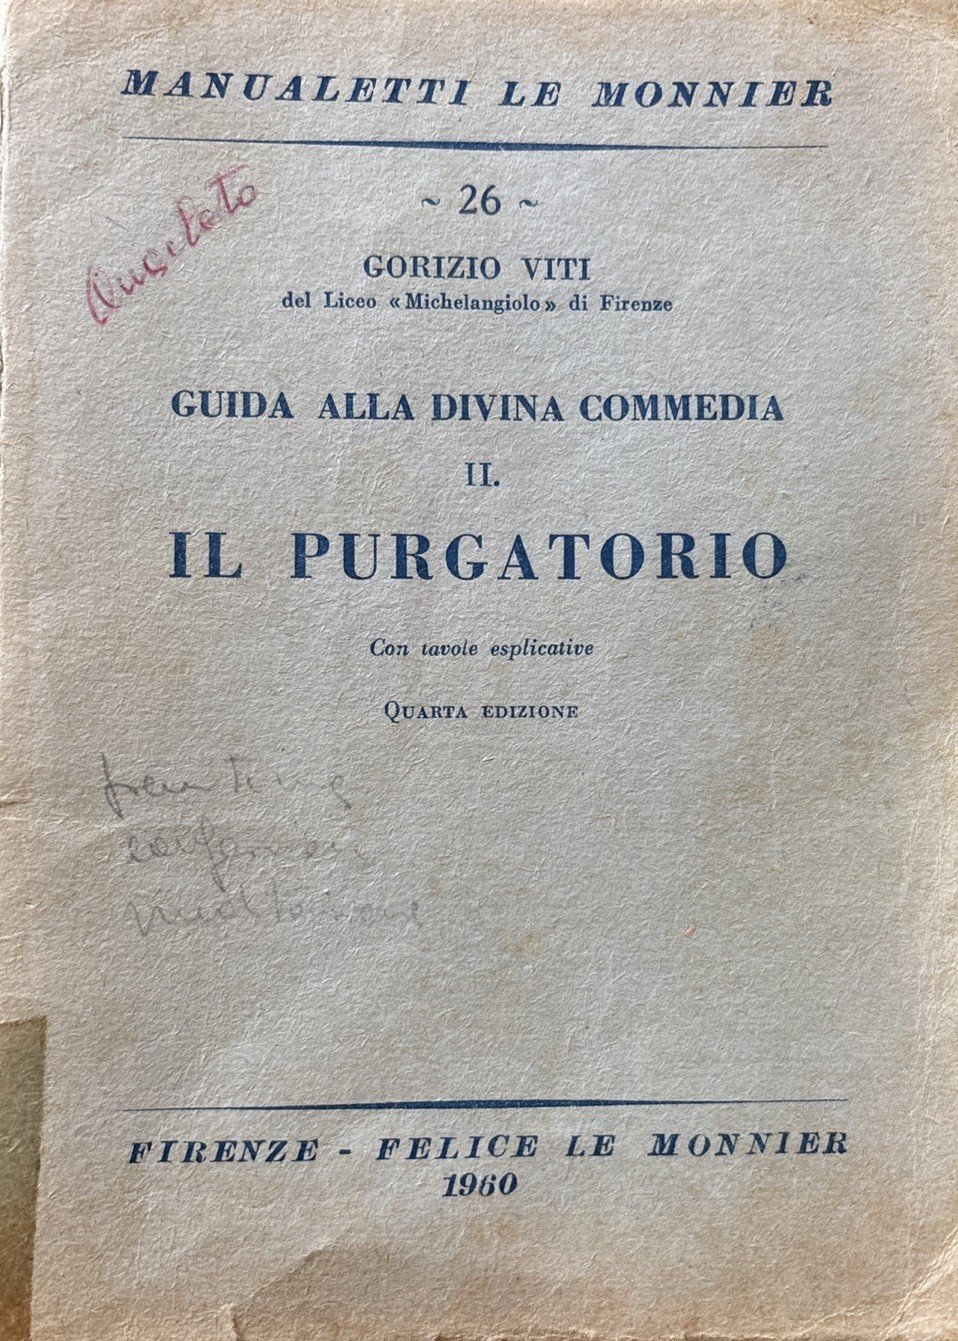 MANUALETTI LE MONNIER
~ 26 ~
GORIZIO VITI
del Liceo «Michelangiolo» di Firenze
GUIDA ALLA DIVINA COMMEDIA
II.
IL PURGATORIO
Con tavole esplicative
QUARTA EDIZIONE
FIRENZE - FELICE LE MONNIER
1960